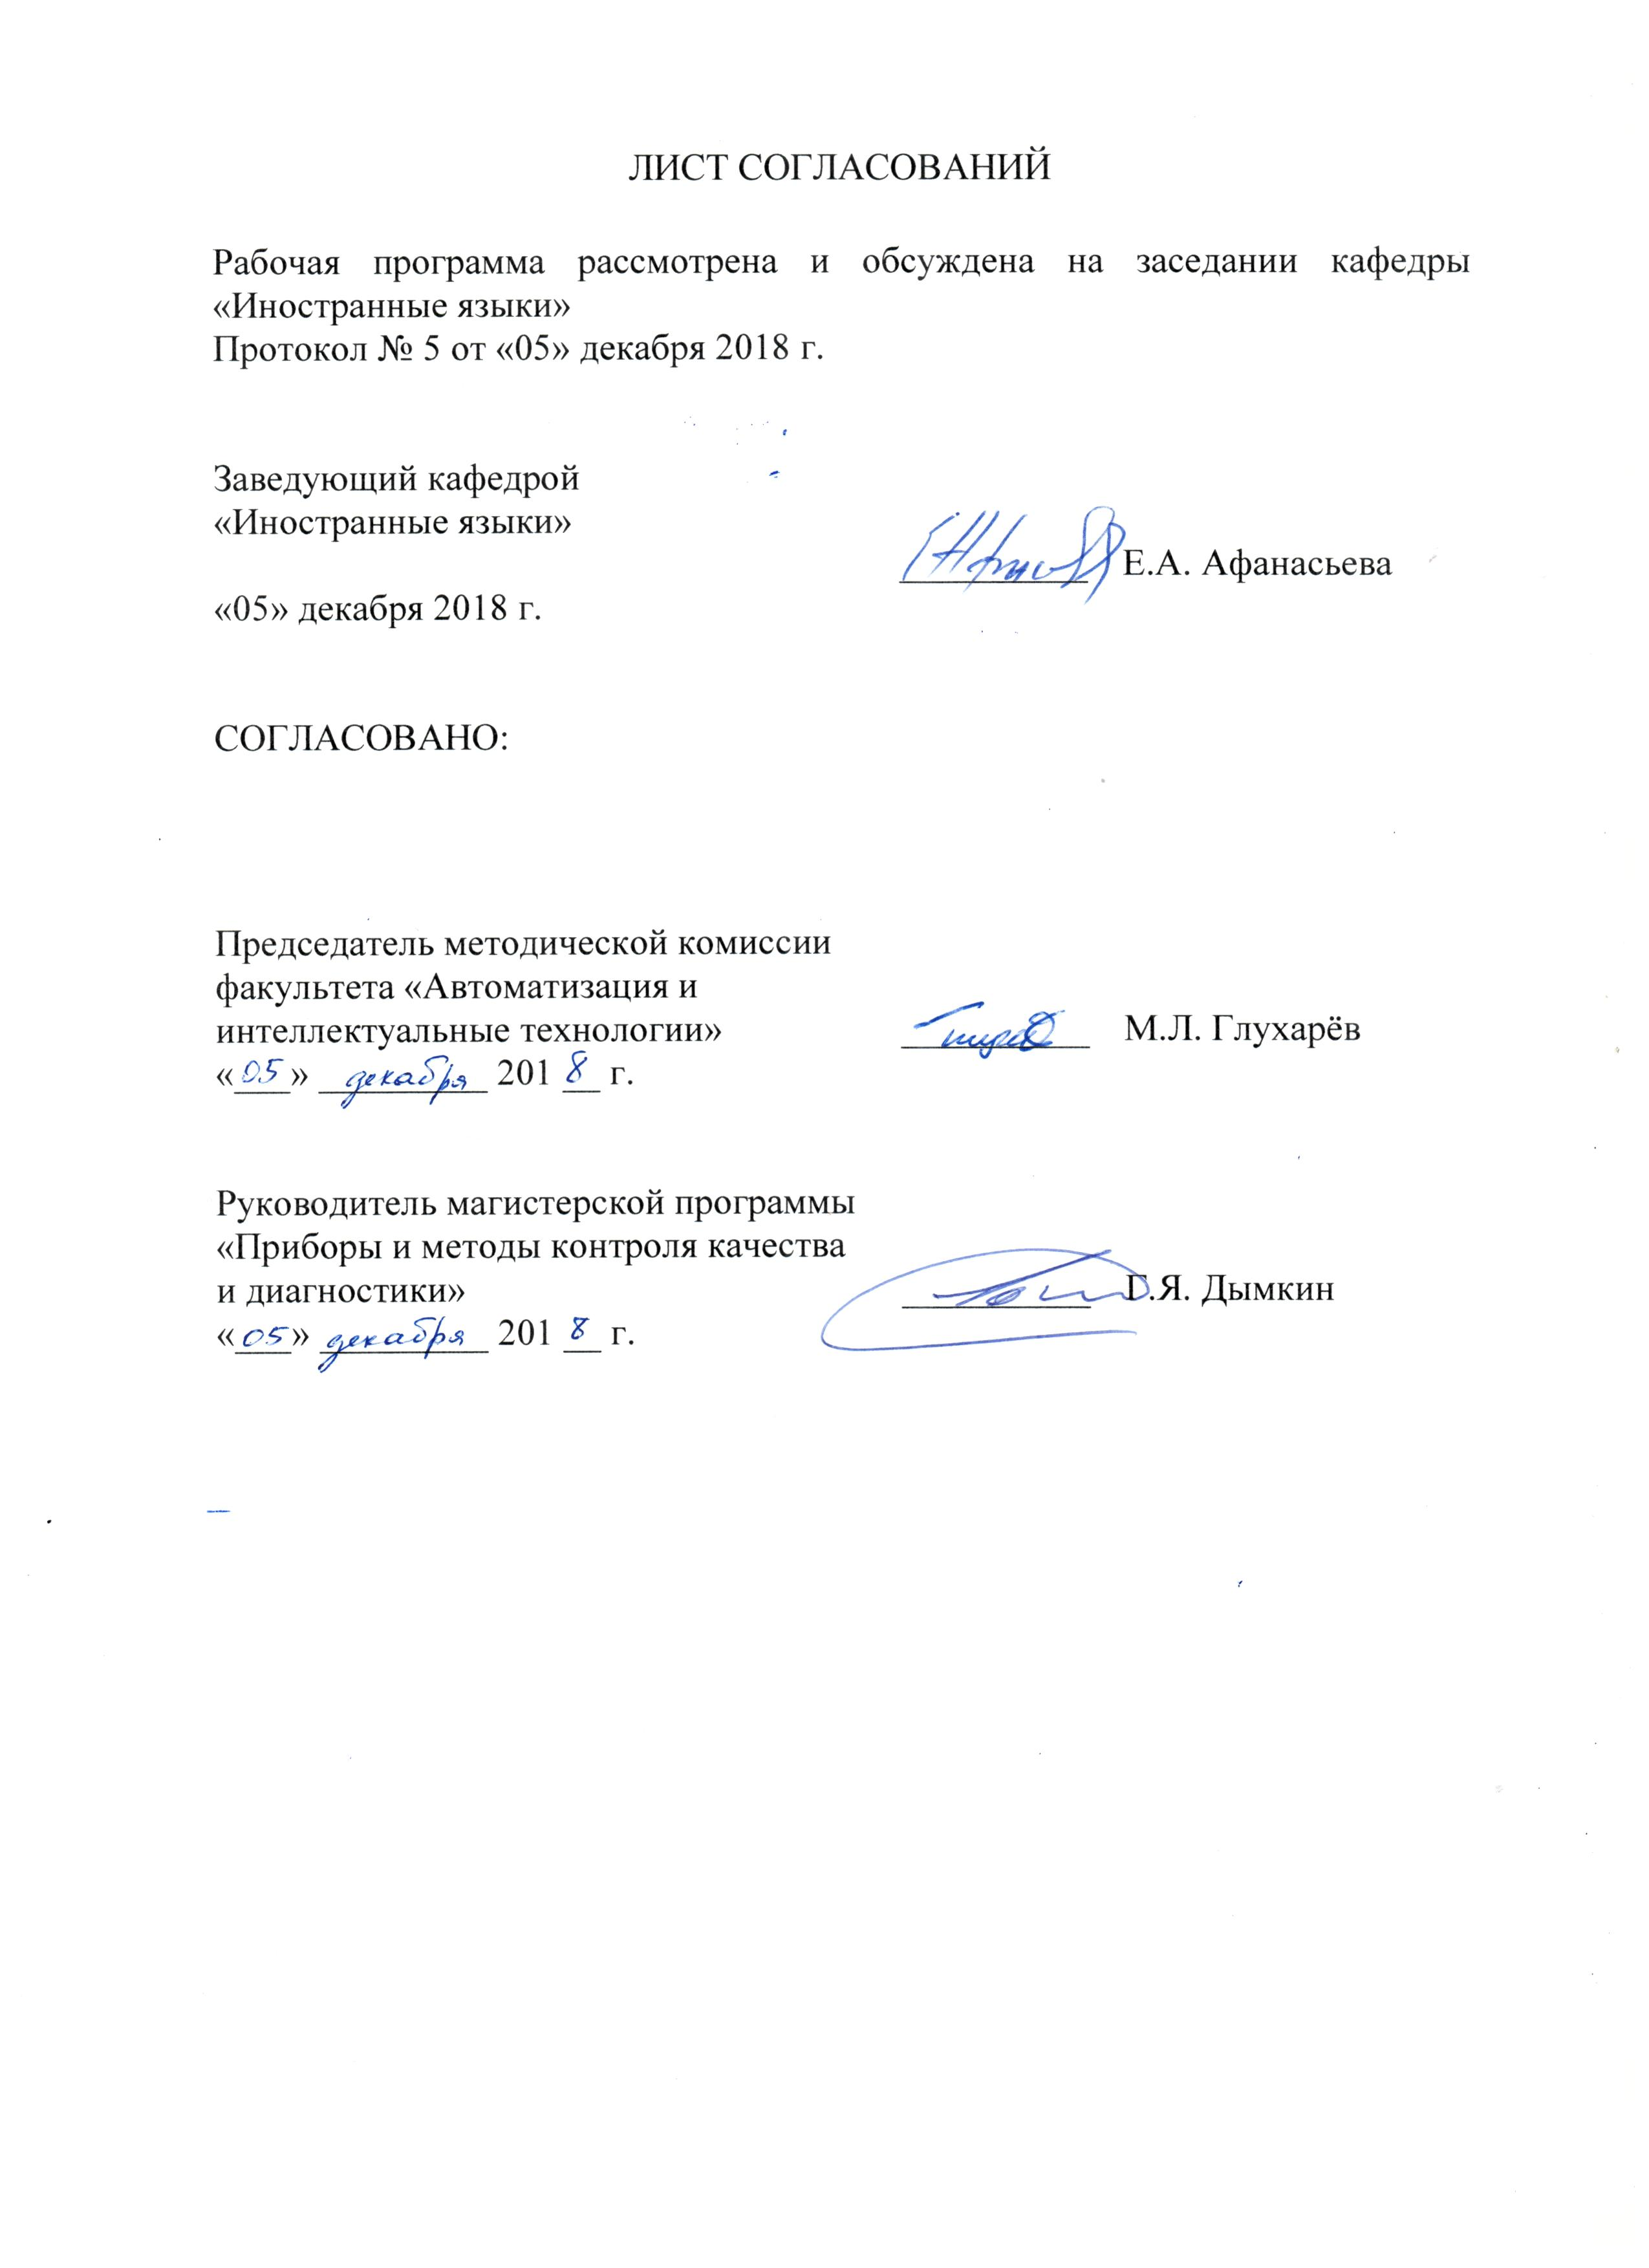 ЛИСТ СОГЛАСОВАНИЙ
Рабочая программа рассмотрена и обсуждена на заседании кафедры
«Иностранные языки»
Протокол № 5 от «05» декабря 2018 г.
Заведующий кафедрой
«Иностранные языки»
Е.А. Афанасьева
«05» декабря 2018 г.
СОГЛАСОВАНО:
Председатель методической комиссии
факультета «Автоматизация и
интеллектуальные технологии» М.Л. Глухарёв
«05» декабря 2018 г.
Руководитель магистерской программы
«Приборы и методы контроля качества
и диагностики» Г.Я. Дымкин
«05» декабря 2018 г.